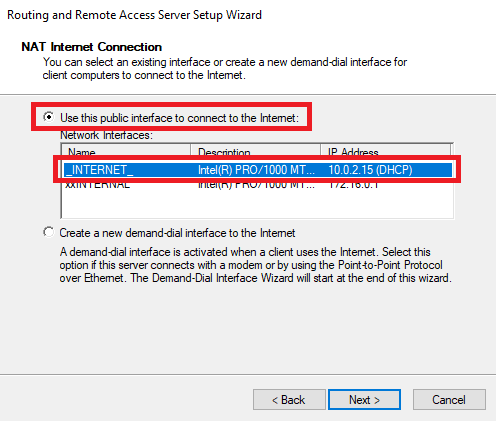 Routing and Remote Access Server Setup Wizard
NAT Internet Connection
You can select an existing interface or create a new demand-dial interface for
client computers to connect to the Internet.
Use this public interface to connect to the Internet:
Network Interfaces:
Name Description IP Address
_INTERNET_ Intel(R) PRO/1000 MT... 10.0.2.15 (DHCP)
xxINTERNAL Intel(R) PRO/1000 MT... 172.16.0.1
Create a new demand-dial interface to the Internet
A demand-dial interface is activated when a client uses the Internet. Select this
option if this server connects with a modem or by using the Point-to-Point Protocol
over Ethernet. The Demand-Dial Interface Wizard will start at the end of this wizard.
< Back Next > Cancel